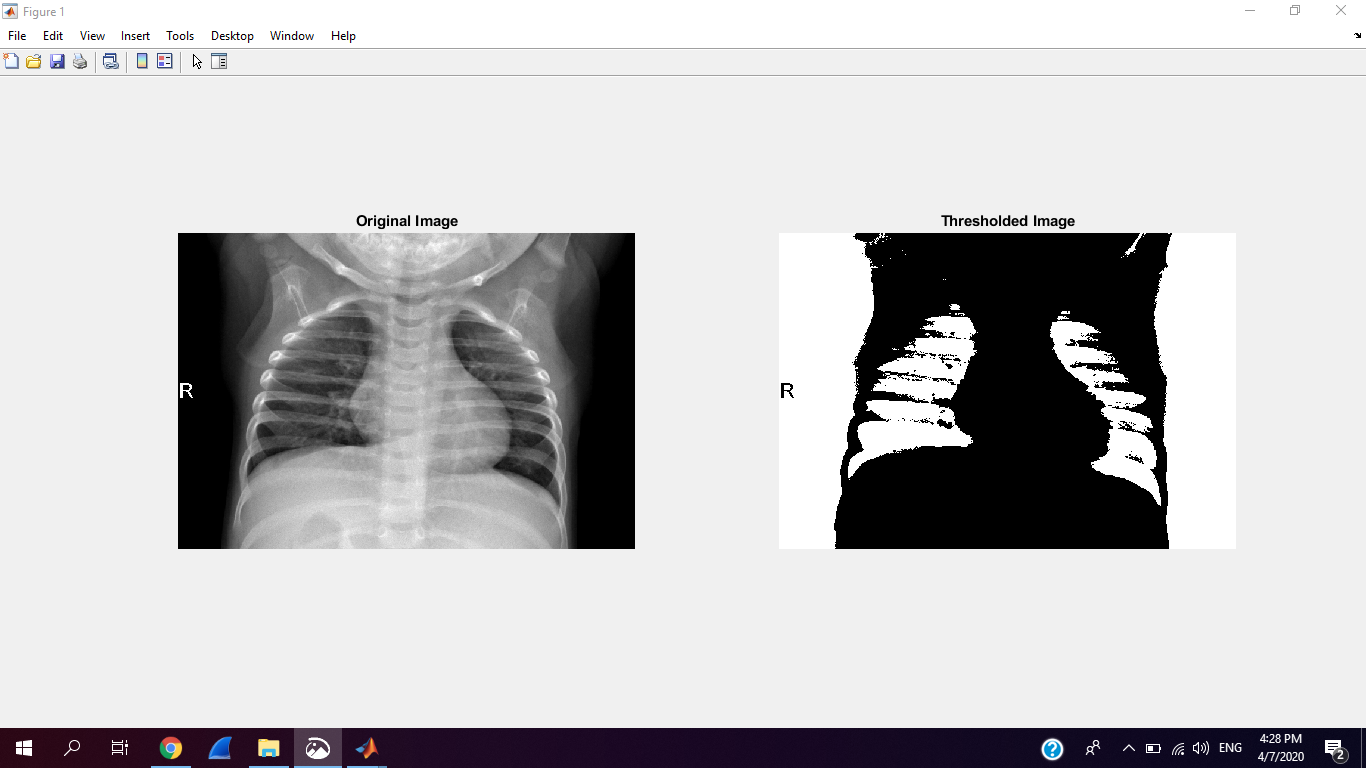 Figure 1
File Edit View Insert Tools Desktop Window Help
Original Image
Thresholded Image
R
R
4:28 PM
ENG
4/7/2020
2